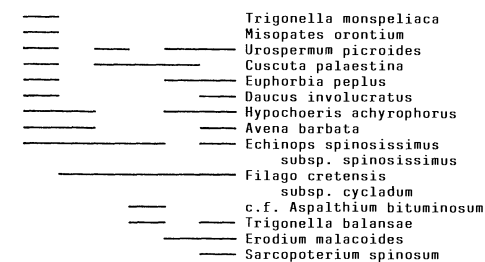 Trigonella monspeliaca
Misopates orontium
Urospermum picroides
Cuscuta palaestina
Euphorbia peplus
Daucus involucratus
Hypochoeris achyrophorus
Avena barbata
Echinops spinosissimus
subsp. spinosissimus
Filago cretensis
subsp. cycladum
c.f. Aspalthium bituminosum
Trigonella balansae
Erodium malacoides
Sarcopoterium spinosum